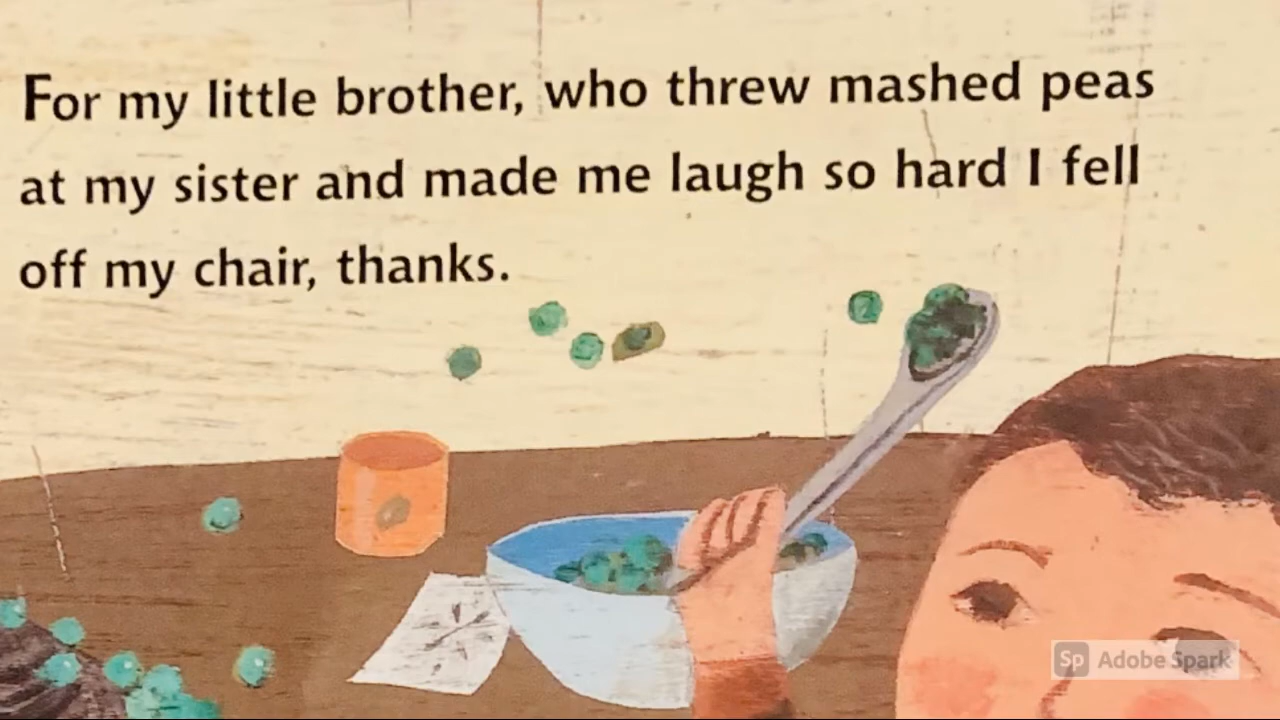 For my little brother, who threw mashed peas
at my sister and made me laugh so hard I fell
off my chair, thanks.
Sp Adobe Spark